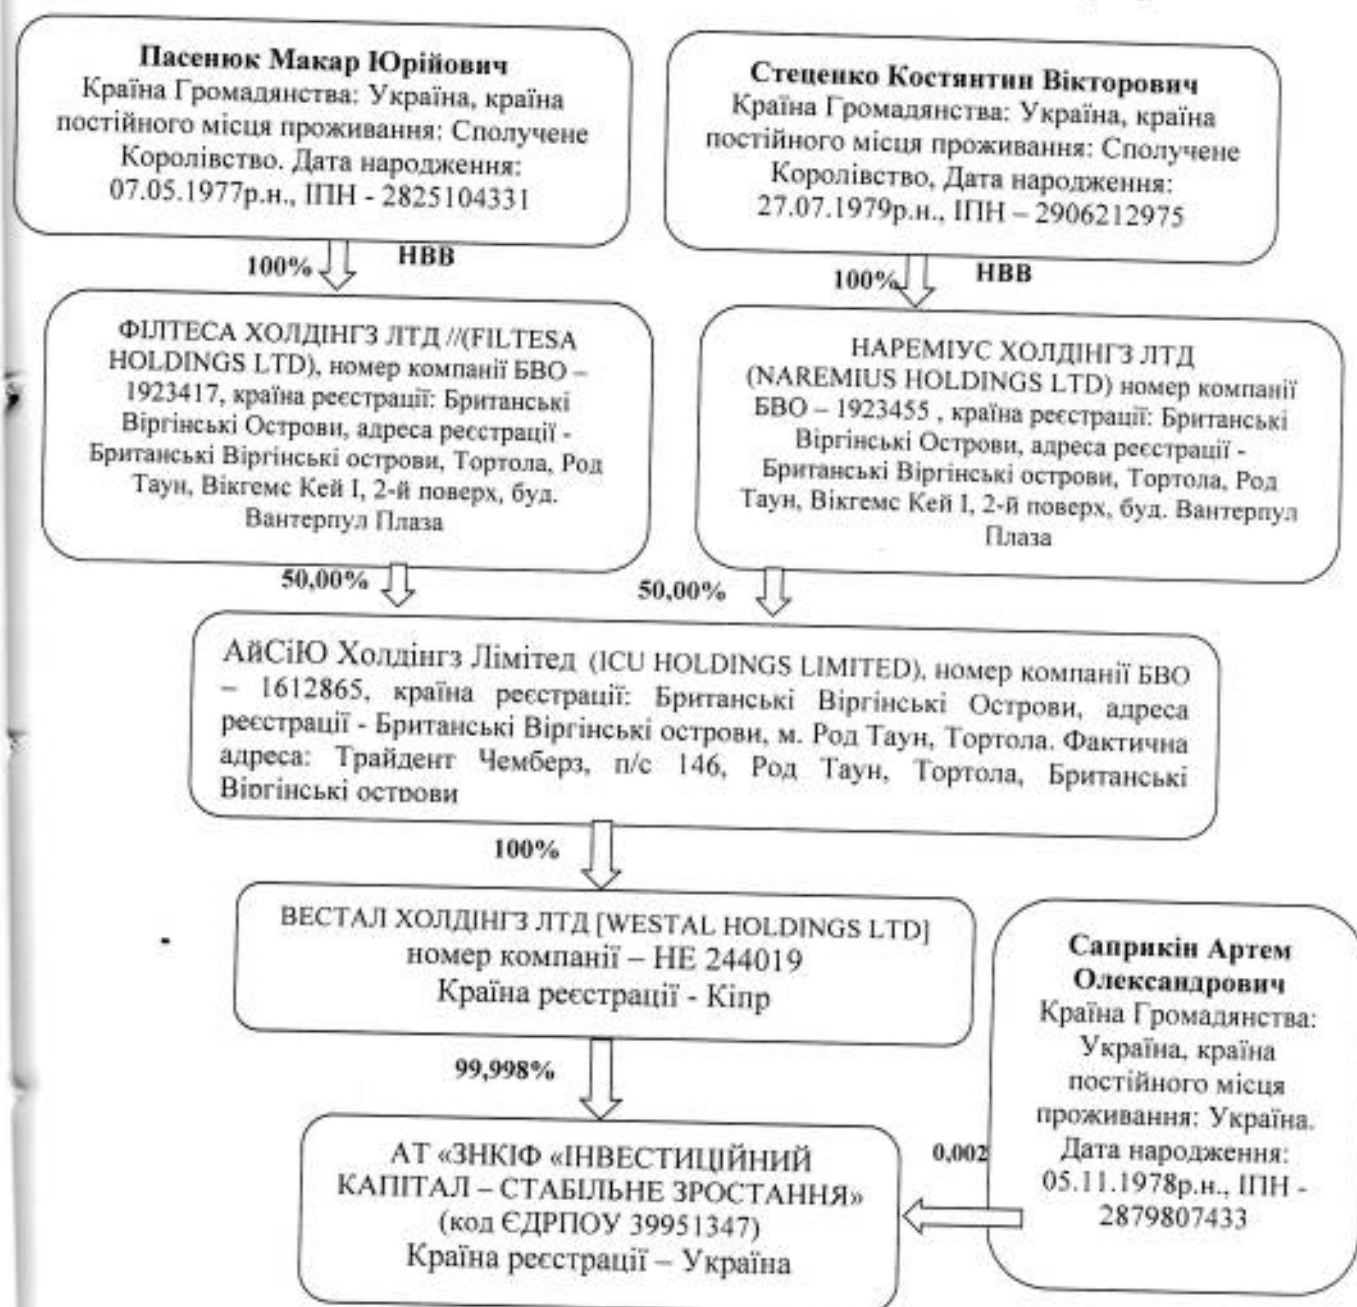 Пасенюк Макар Юрійович
Країна Громадянства: Україна, країна
постійного місця проживання: Сполучене
Королівство. Дата народження:
07.05.1977р.н., ІПН - 2825104331
Стеценко Костянтин Вікторович
Країна Громадянства: Україна, країна
постійного місця проживання: Сполучене
Королівство, Дата народження:
27.07.1979р.н., ІПН – 2906212975
100%
НВВ
100%
НВВ
ФІЛТЕСА ХОЛДІНГЗ ЛТД //(FILTESA
HOLDINGS LTD), номер компанії БВО –
1923417, країна реєстрації: Британські
Віргінські Острови, адреса реєстрації -
Британські Віргінські острови, Тортола, Род
Таун, Вікгемс Кей І, 2-й поверх, буд.
Вантерпул Плаза
НАРЕМІУС ХОЛДІНГЗ ЛТД
(NAREMIUS HOLDINGS LTD) номер компанії
БВО – 1923455 , країна реєстрації: Британські
Віргінські Острови, адреса реєстрації -
Британські Віргінські острови, Тортола, Род
Таун, Вікгемс Кей І, 2-й поверх, буд. Вантерпул
Плаза
50,00%
50,00%
АйСіЮ Холдінгз Лімітед (ICU HOLDINGS LIMITED), номер компанії БВО
– 1612865, країна реєстрації: Британські Віргінські Острови, адреса
реєстрації - Британські Віргінські острови, м. Род Таун, Тортола. Фактична
адреса: Трайдент Чемберз, п/с 146, Род Таун, Тортола, Британські
Віргінські острови
100%
ВЕСТАЛ ХОЛДІНГЗ ЛТД [WESTAL HOLDINGS LTD]
номер компанії – НЕ 244019
Країна реєстрації - Кіпр
99,998%
Саприкін Артем
Олександрович
Країна Громадянства:
Україна, країна
постійного місця
проживання: Україна.
Дата народження:
05.11.1978р.н., ІПН -
2879807433
0,002
АТ «ЗНКІФ «ІНВЕСТИЦІЙНИЙ
КАПІТАЛ – СТАБІЛЬНЕ ЗРОСТАННЯ»
(код ЄДРПОУ 39951347)
Країна реєстрації – Україна